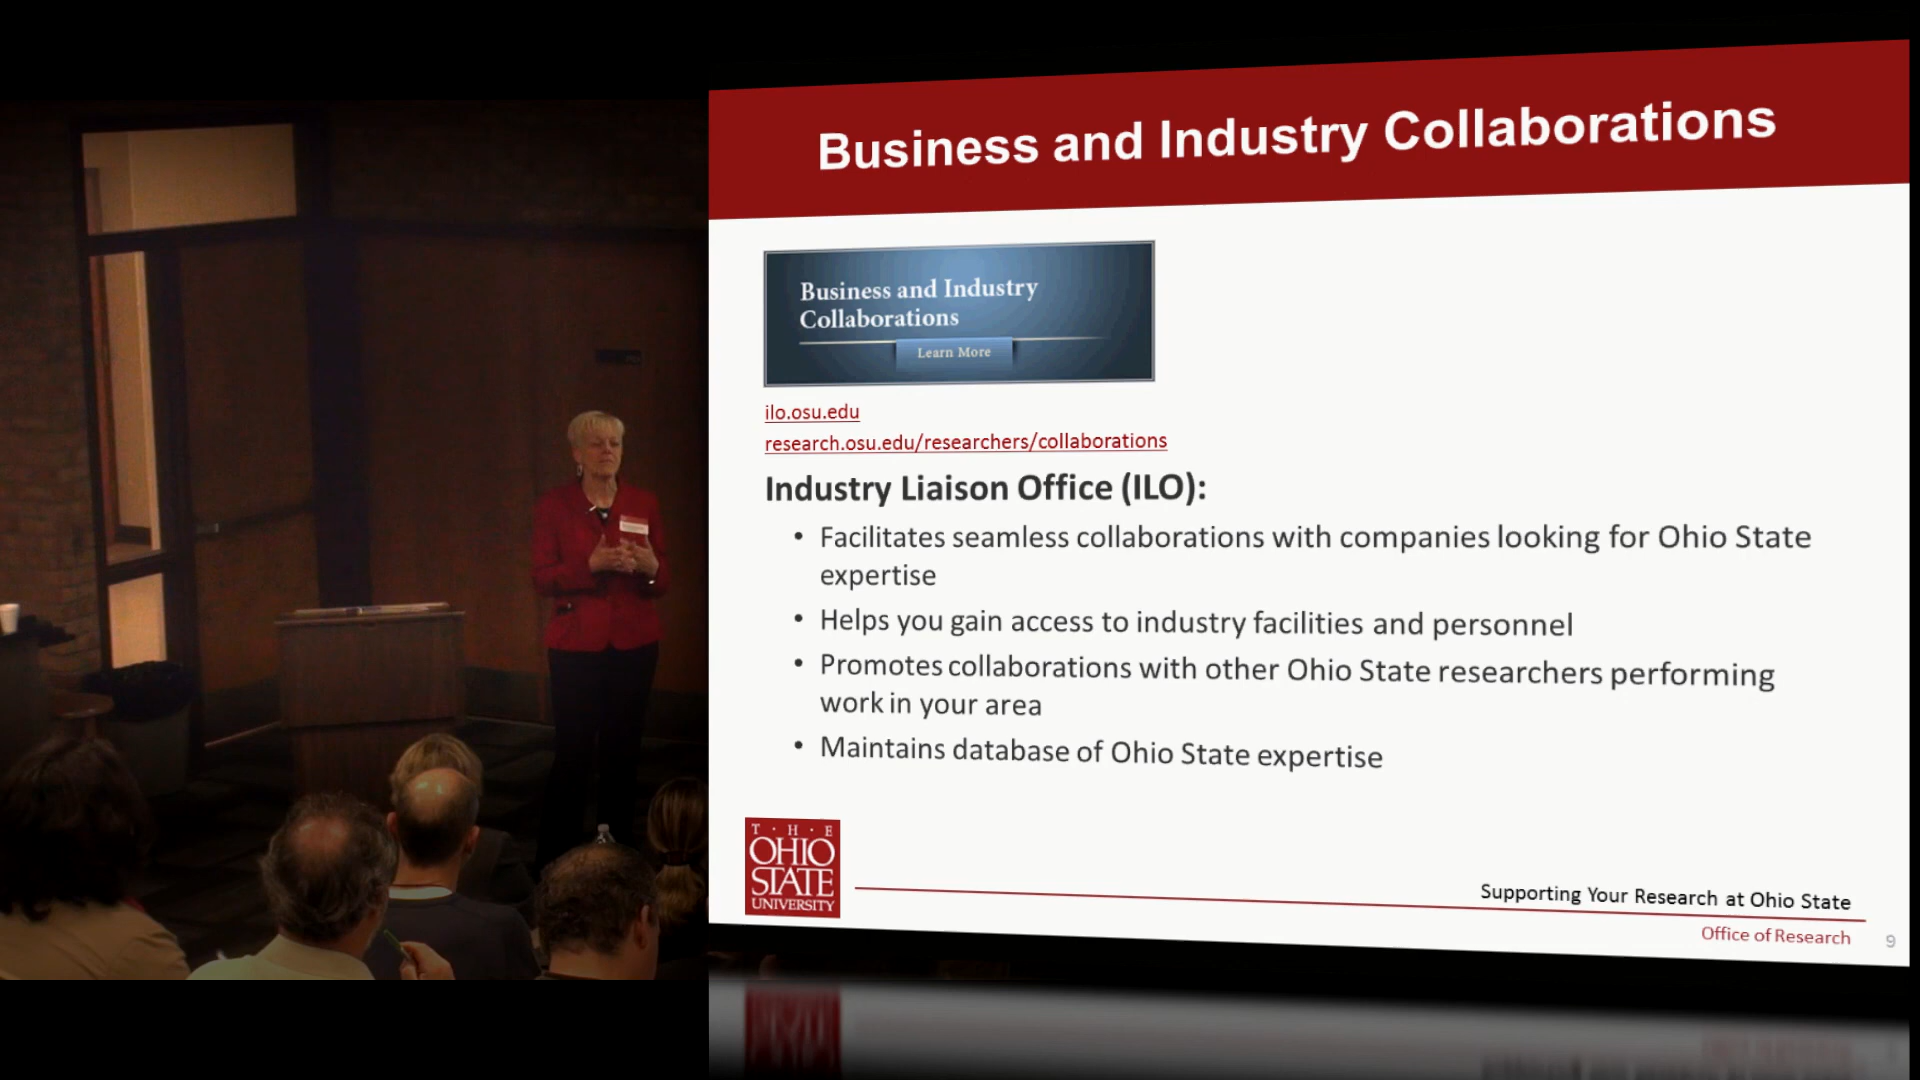 Business and Industry Collaborations
Business and Industry
Collaborations
Learn More
ilo.osu.edu
research.osu.edu/researchers/collaborations
Industry Liaison Office (ILO):
• Facilitates seamless collaborations with companies looking for Ohio State
expertise
• Helps you gain access to industry facilities and personnel
• Promotes collaborations with other Ohio State researchers performing
work in your area
• Maintains database of Ohio State expertise
T · H · E
OHIO
STATE
UNIVERSITY
Supporting Your Research at Ohio State
Office of Research
9